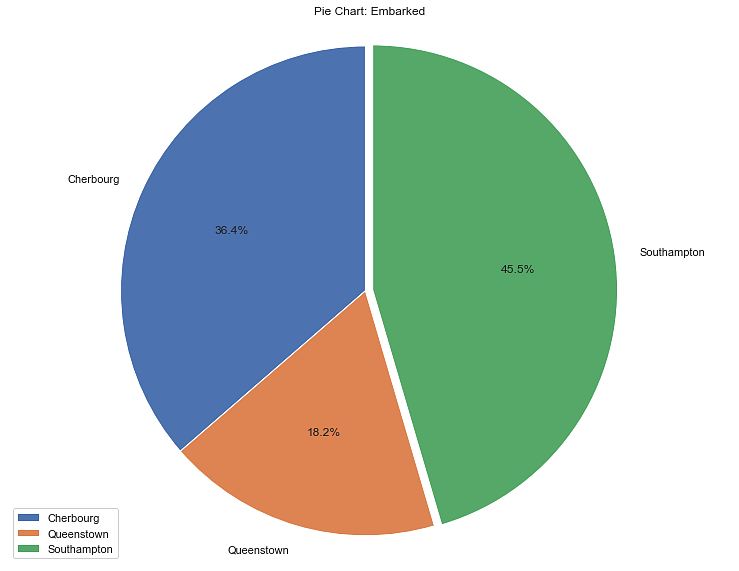 Pie Chart: Embarked
Cherbourg
36.4%
Southampton
45.5%
18.2%
Queenstown
Cherbourg
Queenstown
Southampton